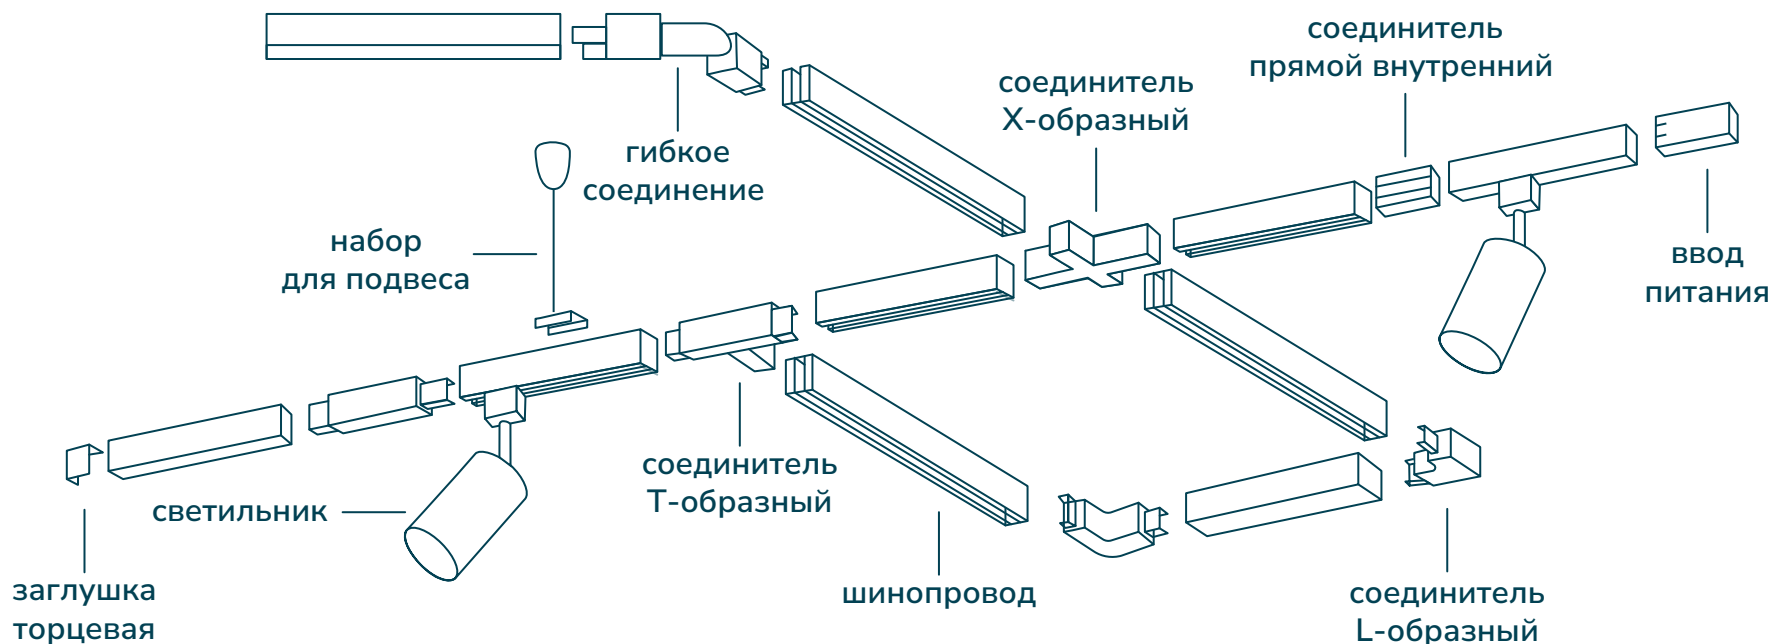 соединитель
прямой внутренний
соединитель
X-образный
гибкое
соединение
набор
для подвеса
ввод
питания
соединитель
T-образный
светильник
заглушка
торцевая
шинопровод
соединитель
L-образный